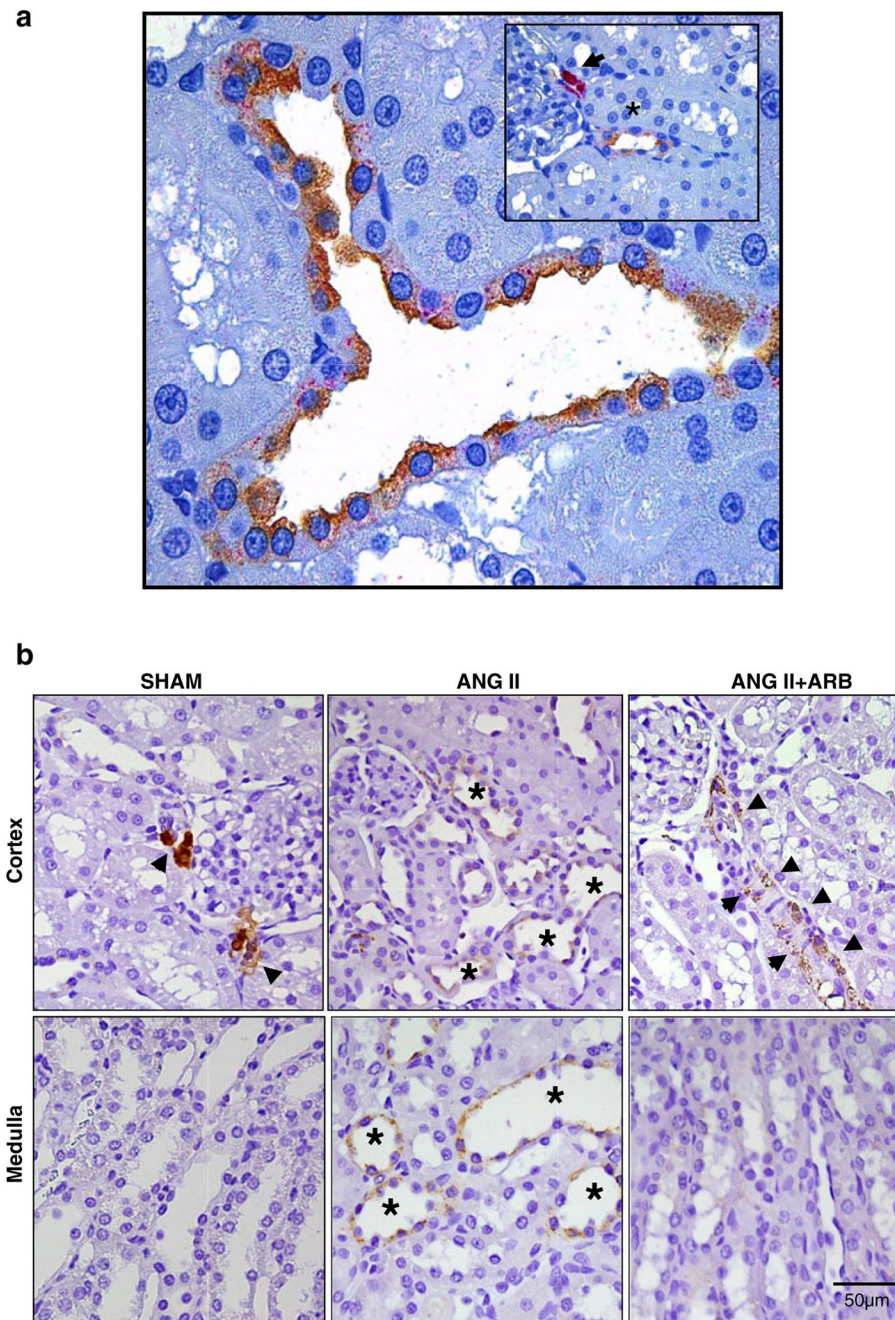 a
*
b
SHAM ANG II ANG II+ARB
Cortex
* * * *
Medulla
* * * *
50µm